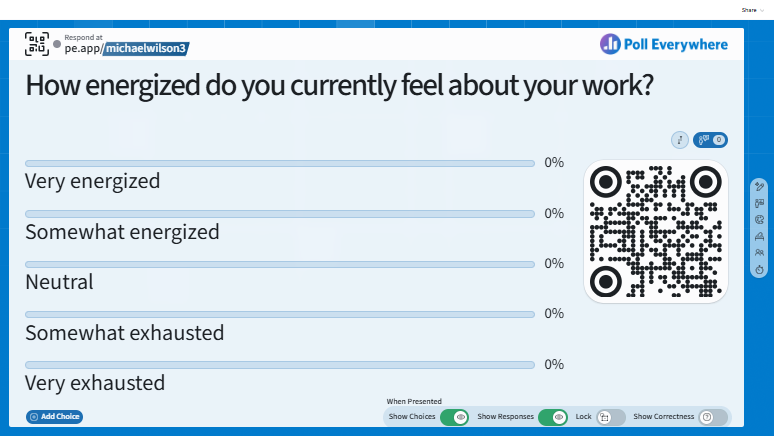 Share
Respond at
pe.app/michaelwilson3
Poll Everywhere
How energized do you currently feel about your work?
0
0%
Very energized
0%
Somewhat energized
0%
Neutral
0%
Somewhat exhausted
0%
Very exhausted
Add Choice
When Presented
Show Choices
Show Responses
Lock
Show Correctness